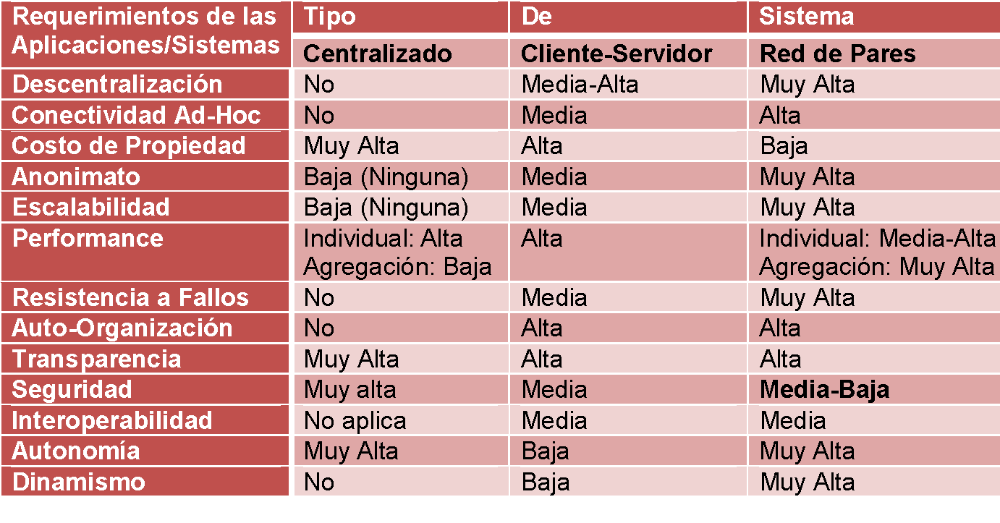 Requerimientos de las Aplicaciones/Sistemas Tipo De Sistema
Centralizado Cliente-Servidor Red de Pares
Descentralización No Media-Alta Muy Alta
Conectividad Ad-Hoc No Media Alta
Costo de Propiedad Muy Alta Alta Baja
Anonimato Baja (Ninguna) Media Muy Alta
Escalabilidad Baja (Ninguna) Media Muy Alta
Performance Individual: Alta Alta Individual: Media-Alta
Agregación: Baja Agregación: Muy Alta
Resistencia a Fallos No Media Muy Alta
Auto-Organización No Alta Alta
Transparencia Muy Alta Alta Alta
Seguridad Muy alta Media Media-Baja
Interoperabilidad No aplica Media Media
Autonomía Muy Alta Baja Muy Alta
Dinamismo No Baja Muy Alta